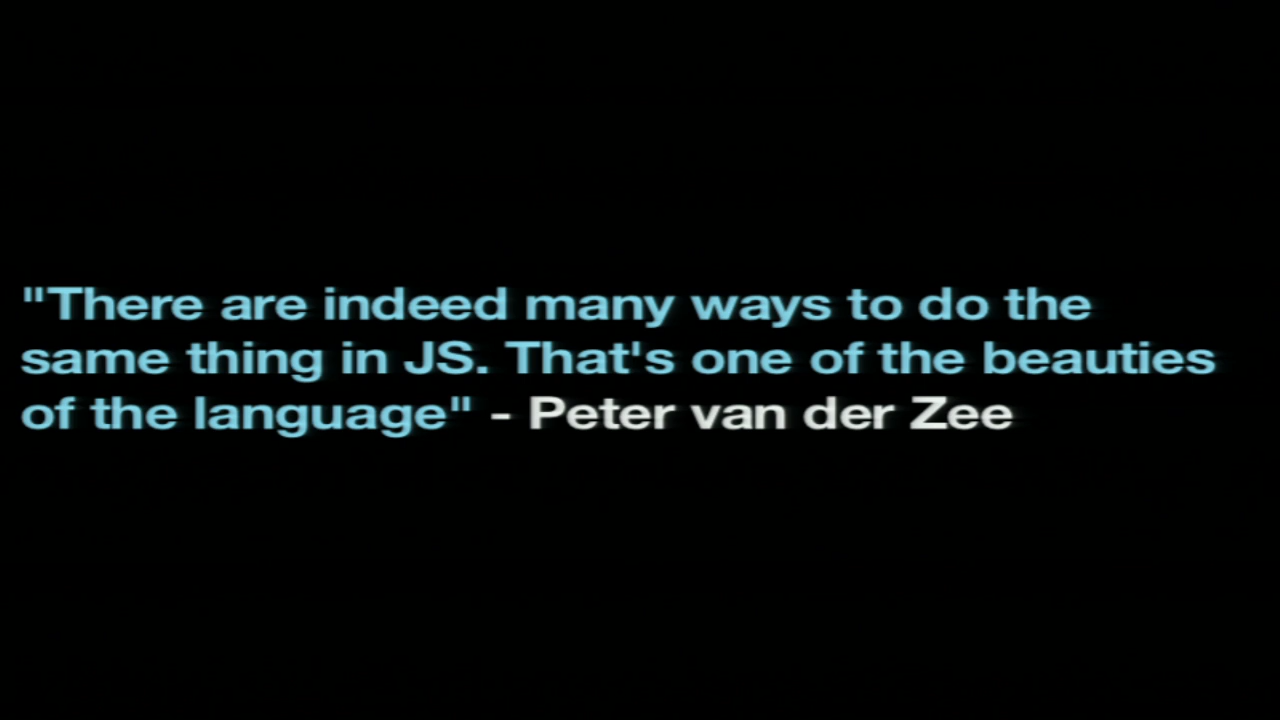 "There are indeed many ways to do the
same thing in JS. That's one of the beauties
of the language" - Peter van der Zee